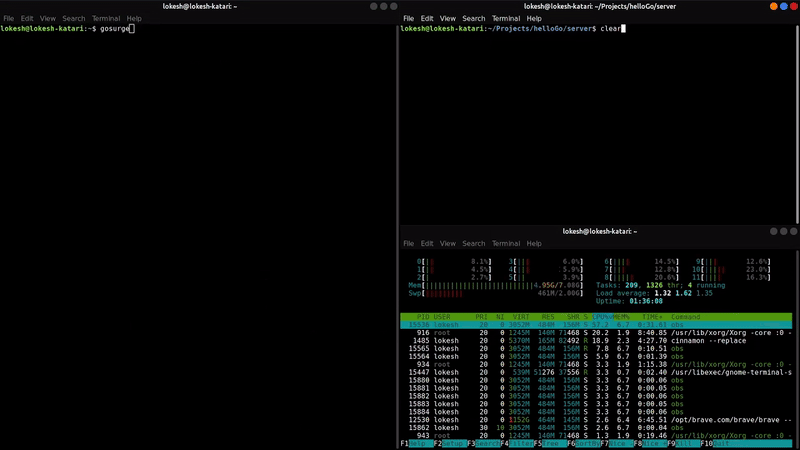 lokesh@lokesh-katari: ~
File Edit View Search Terminal Help
lokesh@lokesh-katari:~$ gosurge
lokesh@lokesh-katari: ~/Projects/helloGo/server
File Edit View Search Terminal Help
lokesh@lokesh-katari:~/Projects/helloGo/server$ clear
lokesh@lokesh-katari: ~
File Edit View Search Terminal Help
0[|| 8.1%] 3[||| 6.0%] 6[|||| 14.5%] 9[||| 12.6%]
1[|| 4.5%] 4[||| 5.9%] 7[||| 12.8%] 10[||||| 23.0%]
2[| 2.7%] 5[|| 3.9%] 8[|||| 20.6%] 11[|||| 16.3%]
Mem[ 4.95G/7.08G] Tasks: 209, 1326 thr; 4 running
Swp[ 461M/2.00G] Load average: 1.32 1.62 1.35
Uptime: 01:36:08
PID USER PRI NI VIRT RES SHR S CPU% MEM% TIME+ Command
lokesh 20 0 3052M 484M 156M S 57.2 6.7 obs
916 root 20 0 1245M 140M 71468 S 20.2 1.9 8:40.85 /usr/lib/xorg/Xorg -core :0 -
1485 lokesh 20 0 5370M 165M 82492 R 18.9 2.3 4:27.70 cinnamon --replace
15565 lokesh 20 0 3052M 484M 156M R 7.8 6.7 0:10.51 obs
15564 lokesh 20 0 3052M 484M 156M S 5.9 6.7 0:01.39 obs
934 root 20 0 1245M 140M 71468 R 3.3 1.9 1:15.38 /usr/lib/xorg/Xorg -core :0 -
15447 lokesh 20 0 539M 51276 37556 R 3.3 0.7 0:02.40 /usr/libexec/gnome-terminal-s
15880 lokesh 20 0 3052M 484M 156M S 3.3 6.7 0:00.06 obs
15881 lokesh 20 0 3052M 484M 156M S 3.3 6.7 0:00.05 obs
15882 lokesh 20 0 3052M 484M 156M S 3.3 6.7 0:00.06 obs
15883 lokesh 20 0 3052M 484M 156M S 3.3 6.7 0:00.05 obs
15884 lokesh 20 0 3052M 484M 156M S 3.3 6.7 0:00.06 obs
12530 lokesh 20 0 1152G 464M 145M S 2.6 6.4 6:45.51 /opt/brave.com/brave/brave --
15862 lokesh 30 10 3052M 484M 156M S 2.6 6.7 0:00.04 obs
943 root 20 0 1245M 140M 71468 S 1.3 1.9 0:19.46 /usr/lib/xorg/Xorg -core :0 -
F1Help F2Setup F3Search F4Filter F5Tree F6SortBy F7Nice - F8Nice + F9Kill F10Quit